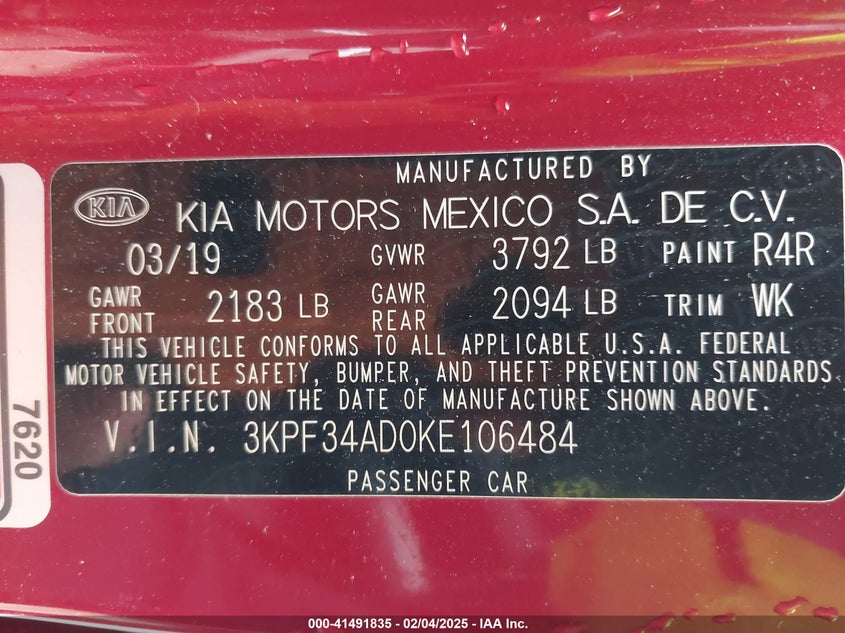 MANUFACTURED BY
KIA KIA MOTORS MEXICO S.A. DE C.V.
03/19 GVWR 3792 LB PAINT R4R
GAWR FRONT 2183 LB GAWR REAR 2094 LB TRIM WK
THIS VEHICLE CONFORMS TO ALL APPLICABLE U.S.A. FEDERAL
MOTOR VEHICLE SAFETY, BUMPER, AND THEFT PREVENTION STANDARDS
IN EFFECT ON THE DATE OF MANUFACTURE SHOWN ABOVE.
V.I.N. 3KPF34AD0KE106484
PASSENGER CAR
7620
000-41491835 - 02/04/2025 - IAA Inc.